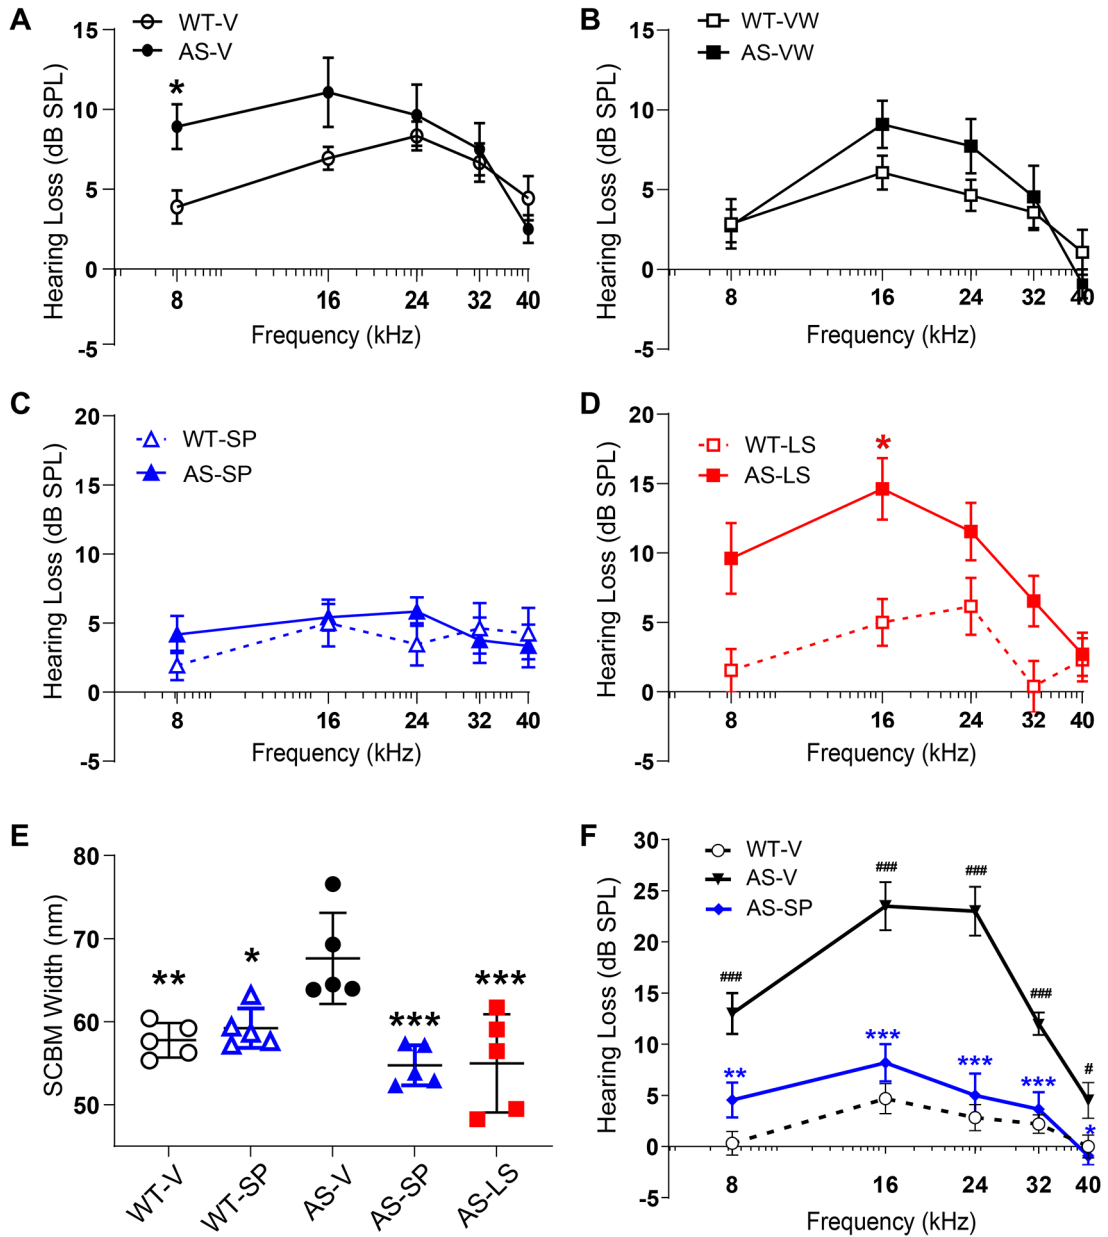 A
WT-V
AS-V
Hearing Loss (dB SPL)
15
10
5
0
-5
*
8 16 24 32 40
Frequency (kHz)
B
WT-VW
AS-VW
Hearing Loss (dB SPL)
15
10
5
0
-5
8 16 24 32 40
Frequency (kHz)
C
WT-SP
AS-SP
Hearing Loss (dB SPL)
20
15
10
5
0
-5
8 16 24 32 40
Frequency (kHz)
D
WT-LS
AS-LS
Hearing Loss (dB SPL)
20
15
10
5
0
-5
*
8 16 24 32 40
Frequency (kHz)
E
SCBM Width (nm)
80
70
60
50
** * *** ***
WT-V WT-SP AS-V AS-SP AS-LS
F
WT-V
AS-V
AS-SP
Hearing Loss (dB SPL)
30
25
20
15
10
5
0
-5
### ### ### ### #
** *** *** *** *
8 16 24 32 40
Frequency (kHz)